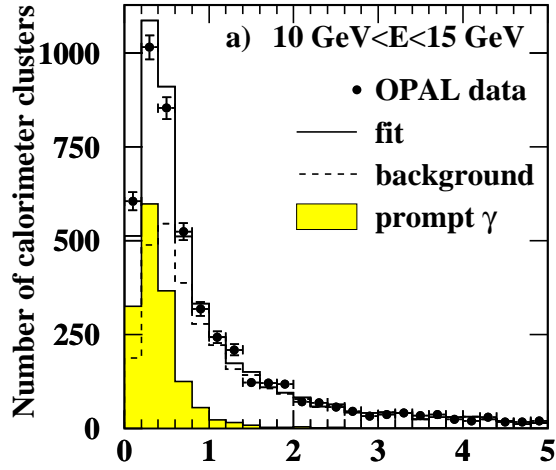 Number of calorimeter clusters
1000
750
500
250
0
a) 10 GeV<E<15 GeV
OPAL data
fit
background
prompt γ
0 1 2 3 4 5